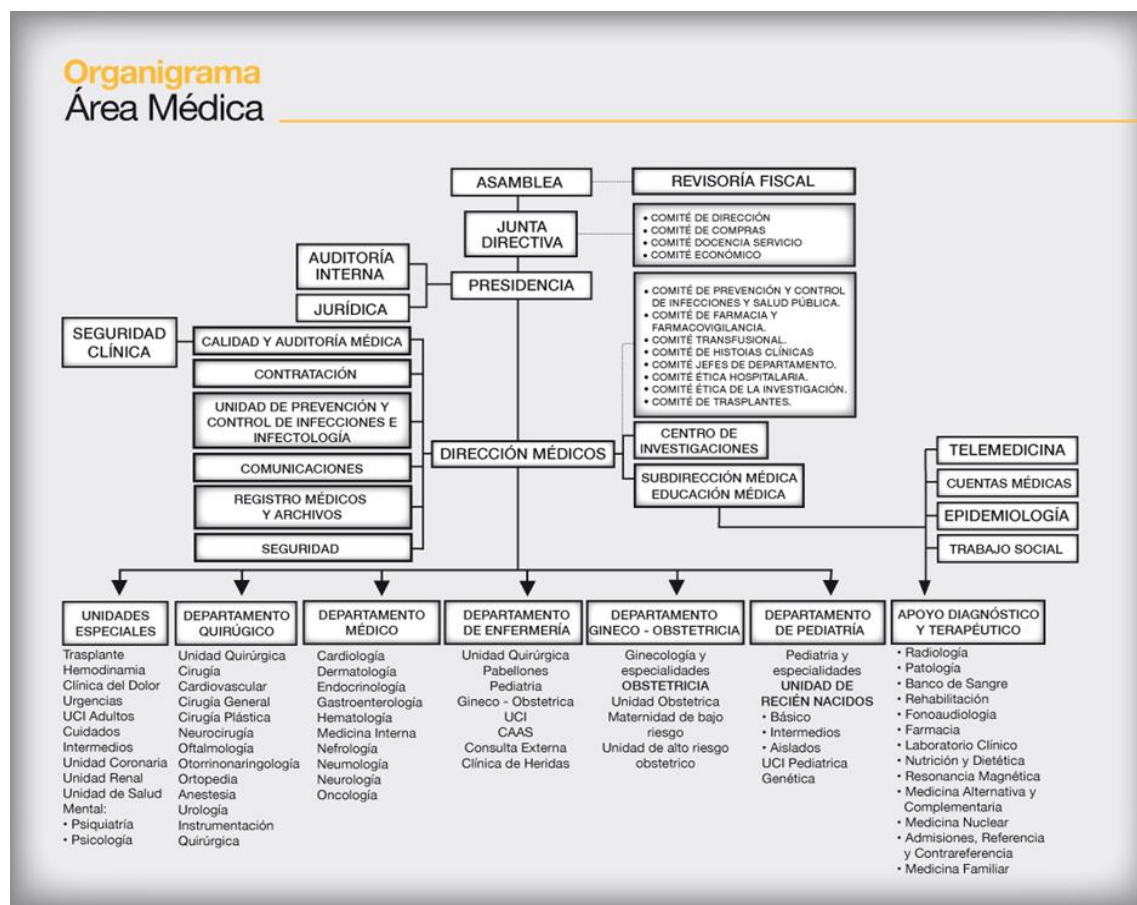 Organigrama
Área Médica
ASAMBLEA
REVISORÍA FISCAL
JUNTA
DIRECTIVA
• COMITÉ DE DIRECCIÓN
• COMITÉ DE COMPRAS
• COMITÉ DOCENCIA SERVICIO
• COMITÉ ECONÓMICO
AUDITORÍA
INTERNA
PRESIDENCIA
JURÍDICA
• COMITÉ DE PREVENCIÓN Y CONTROL
DE INFECCIONES Y SALUD PÚBLICA.
• COMITÉ DE FARMACIA Y
FARMACOVIGILANCIA.
• COMITÉ TRANSFUSIONAL.
• COMITÉ DE HISTOIAS CLÍNICAS
• COMITÉ JEFES DE DEPARTAMENTO.
• COMITÉ ÉTICA HOSPITALARIA.
• COMITÉ ÉTICA DE LA INVESTIGACIÓN.
• COMITÉ DE TRASPLANTES.
SEGURIDAD
CLÍNICA
CALIDAD Y AUDITORÍA MÉDICA
CONTRATACIÓN
UNIDAD DE PREVENCIÓN Y
CONTROL DE INFECCIONES E
INFECTOLOGÍA
COMUNICACIONES
REGISTRO MÉDICOS
Y ARCHIVOS
SEGURIDAD
DIRECCIÓN MÉDICOS
CENTRO DE
INVESTIGACIONES
SUBDIRECCIÓN MÉDICA
EDUCACIÓN MÉDICA
TELEMEDICINA
CUENTAS MÉDICAS
EPIDEMIOLOGÍA
TRABAJO SOCIAL
UNIDADES
ESPECIALES
Trasplante
Hemodinamia
Clínica del Dolor
Urgencias
UCI Adultos
Cuidados
Intermedios
Unidad Coronaria
Unidad Renal
Unidad de Salud
Mental:
• Psiquiatría
• Psicología
DEPARTAMENTO
QUIRÚGICO
Unidad Quirúrgica
Cirugía
Cardiovascular
Cirugía General
Cirugía Plástica
Neurocirugía
Oftalmología
Otorrinonaringología
Ortopedia
Anestesia
Urología
Instrumentación
Quirúrgica
DEPARTAMENTO
MÉDICO
Cardiología
Dermatología
Endocrinología
Gastroenterología
Hematología
Medicina Interna
Nefrología
Neumología
Neurología
Oncología
DEPARTAMENTO
DE ENFERMERÍA
Unidad Quirúrgica
Pabellones
Pediatria
Gineco - Obstetrica
UCI
CAAS
Consulta Externa
Clínica de Heridas
DEPARTAMENTO
GINECO - OBSTETRICIA
Ginecología y
especialidades
OBSTETRICIA
Unidad Obstetrica
Maternidad de bajo
riesgo
Unidad de alto riesgo
obstetrico
DEPARTAMENTO
DE PEDIATRÍA
Pediatria y
especialidades
UNIDAD DE
RECIÉN NACIDOS
• Básico
• Intermedios
• Aislados
UCI Pediatrica
Genética
APOYO DIAGNÓSTICO
Y TERAPÉUTICO
• Radiología
• Patología
• Banco de Sangre
• Rehabilitación
• Fonoaudiologia
• Farmacia
• Laboratorio Clínico
• Nutrición y Dietética
• Resonancia Magnética
• Medicina Alternativa y
Complementaria
• Medicina Nuclear
• Admisiones, Referencia
y Contrareferencia
• Medicina Familiar